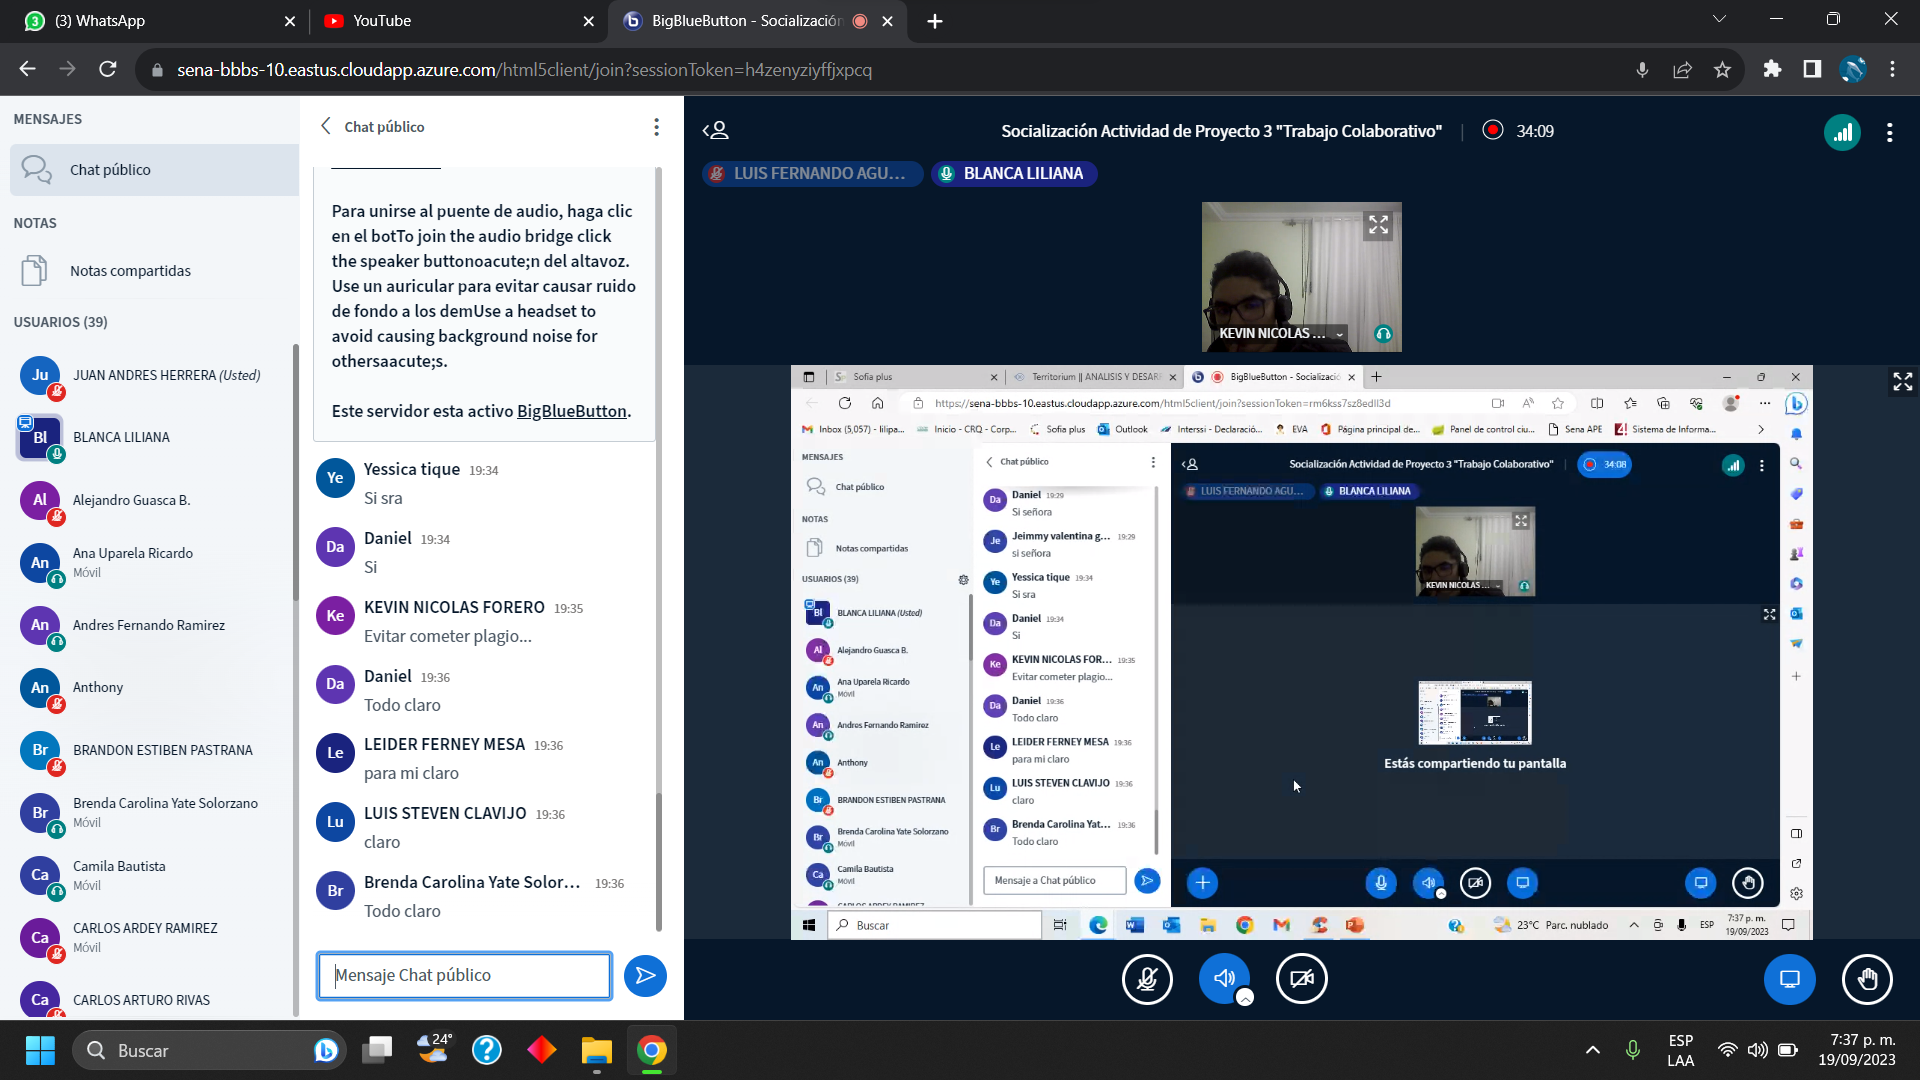 (3) WhatsApp
YouTube
BigBlueButton - Socialización
sena-bbbs-10.eastus.cloudapp.azure.com/html5client/join?sessionToken=h4zenyziyffjxpcq
MENSAJES
Chat público
NOTAS
Notas compartidas
USUARIOS (39)
Ju JUAN ANDRES HERRERA (Usted)
Bl BLANCA LILIANA
Al Alejandro Guasca B.
An Ana Uparela Ricardo
Móvil
An Andres Fernando Ramirez
An Anthony
Br BRANDON ESTIBEN PASTRANA
Br Brenda Carolina Yate Solorzano
Móvil
Ca Camila Bautista
Móvil
Ca CARLOS ARDEY RAMIREZ
Móvil
Ca CARLOS ARTURO RIVAS
Chat público
Para unirse al puente de audio, haga clic
en el botTo join the audio bridge click
the speaker buttonoacute;n del altavoz.
Use un auricular para evitar causar ruido
de fondo a los demUse a headset to
avoid causing background noise for
othersaacute;s.
Este servidor esta activo BigBlueButton.
Ye Yessica tique 19:34
Si sra
Da Daniel 19:34
Si
Ke KEVIN NICOLAS FORERO 19:35
Evitar cometer plagio...
Da Daniel 19:36
Todo claro
Le LEIDER FERNEY MESA 19:36
para mi claro
Lu LUIS STEVEN CLAVIJO 19:36
claro
Br Brenda Carolina Yate Solor... 19:36
Todo claro
Mensaje Chat público
Socialización Actividad de Proyecto 3 "Trabajo Colaborativo" 34:09
LUIS FERNANDO AGU... BLANCA LILIANA
KEVIN NICOLAS ...
Sofia plus
Territorium || ANALISIS Y DESAR
BigBlueButton - Socializació
https://sena-bbbs-10.eastus.cloudapp.azure.com/html5client/join?sessionToken=rm6kss7sz8edll3d
Inbox (5,057) - lilipa...
Inicio - CRQ - Corp...
Sofia plus
Outlook
Interssi - Declaració...
EVA
Página principal de...
Panel de control ciu...
Sena APE
Sistema de Informa...
MENSAJES
Chat público
NOTAS
Notas compartidas
USUARIOS (39)
Bl BLANCA LILIANA (Usted)
Al Alejandro Guasca B.
An Ana Uparela Ricardo
Móvil
An Andres Fernando Ramirez
An Anthony
Br BRANDON ESTIBEN PASTRANA
Br Brenda Carolina Yate Solorzano
Móvil
Ca Camila Bautista
Móvil
CARLOS ARDEY RAMIREZ
Chat público
Da Daniel 19:29
Si señora
Je Jeimmy valentina g... 19:29
si señora
Ye Yessica tique 19:34
Si sra
Da Daniel 19:34
Si
Ke KEVIN NICOLAS FOR... 19:35
Evitar cometer plagio...
Da Daniel 19:36
Todo claro
Le LEIDER FERNEY MESA 19:36
para mi claro
Lu LUIS STEVEN CLAVIJO 19:36
claro
Br Brenda Carolina Yat... 19:36
Todo claro
Mensaje a Chat público
Socialización Actividad de Proyecto 3 "Trabajo Colaborativo" 34:08
LUIS FERNANDO AGU... BLANCA LILIANA
KEVIN NICOLAS ...
Estás compartiendo tu pantalla
Buscar
23°C Parc. nublado
ESP
7:37 p. m.
19/09/2023
Buscar
24°
ESP
LAA
7:37 p. m.
19/09/2023